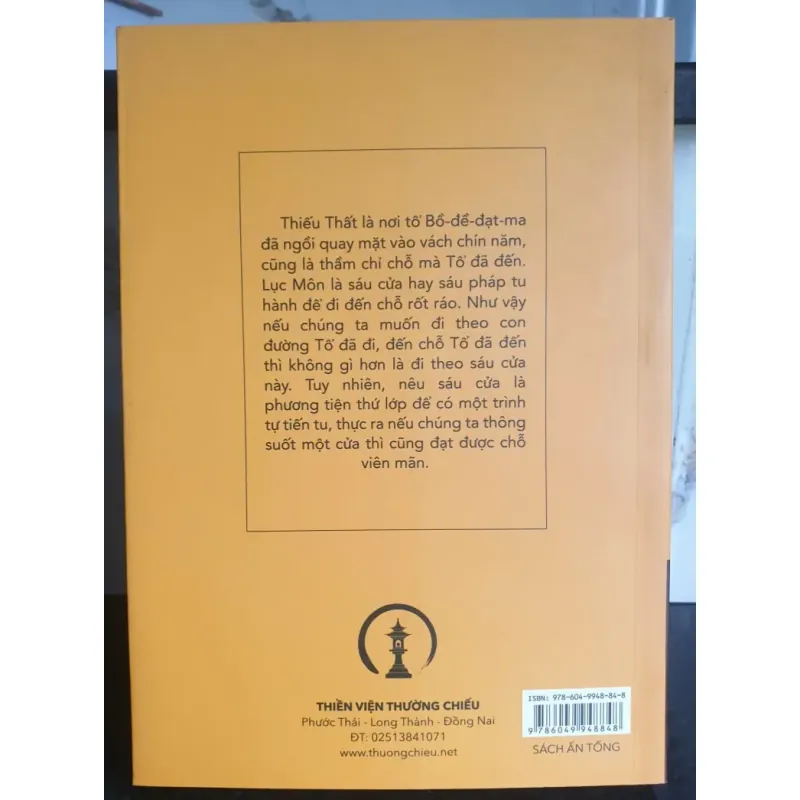 Thiếu Thất là nơi tổ Bồ-đề-đạt-ma
đã ngồi quay mặt vào vách chín năm,
cũng là thầm chỉ chỗ mà Tổ đã đến.
Lục Môn là sáu cửa hay sáu pháp tu
hành để đi đến chỗ rốt ráo. Như vậy
nếu chúng ta muốn đi theo con
đường Tổ đã đi, đến chỗ Tổ đã đến
thì không gì hơn là đi theo sáu cửa
này. Tuy nhiên, nêu sáu cửa là
phương tiện thứ lớp để có một trình
tự tiến tu, thực ra nếu chúng ta thông
suốt một cửa thì cũng đạt được chỗ
viên mãn.
THIỀN VIỆN THƯỜNG CHIẾU
Phước Thái - Long Thành - Đồng Nai
ĐT: 02513841071
www.thuongchieu.net
ISBN: 978-604-9948-84-8
9 786049 948848
SÁCH ẤN TỐNG